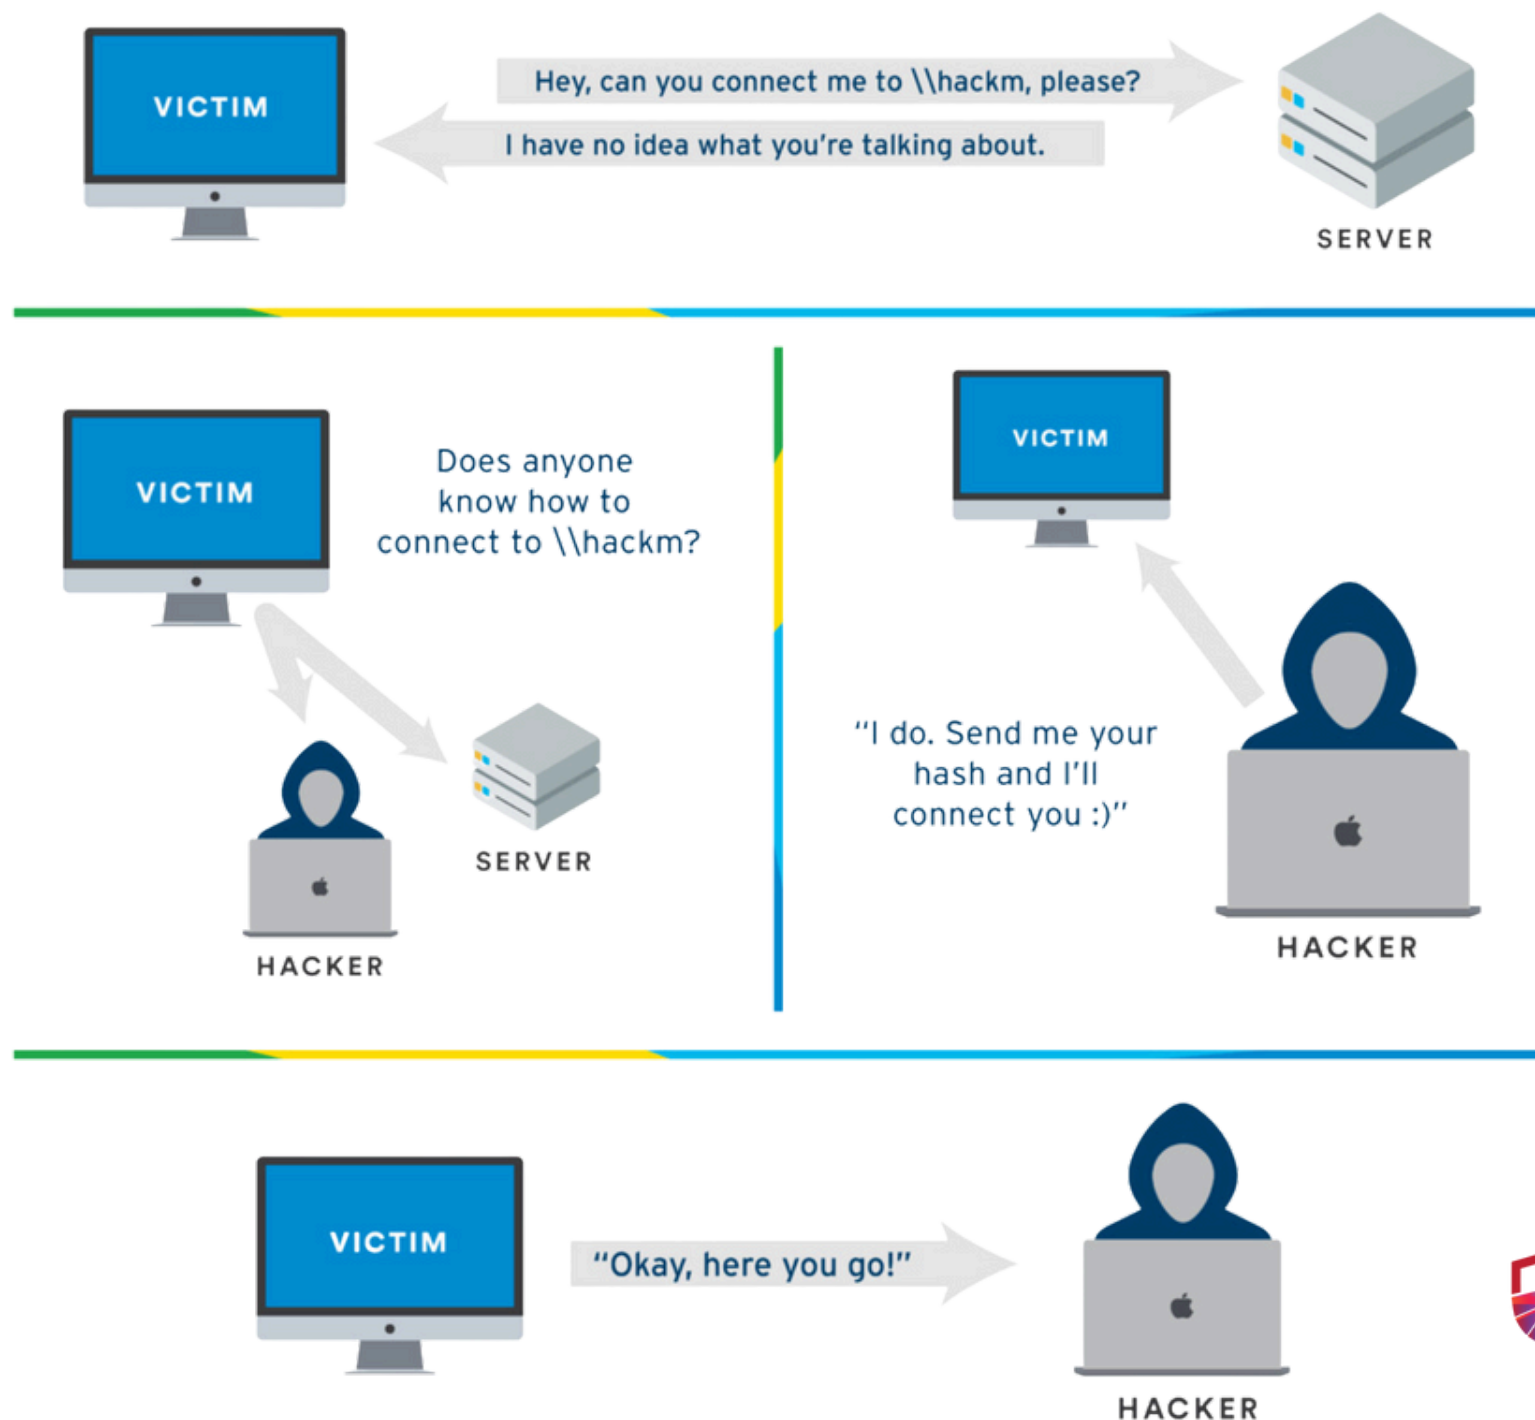 VICTIM
Hey, can you connect me to \\hackm, please?
I have no idea what you're talking about.
SERVER
VICTIM
Does anyone
know how to
connect to \\hackm?
SERVER
HACKER
VICTIM
“I do. Send me your
hash and I'll
connect you :)”
HACKER
VICTIM
“Okay, here you go!”
HACKER